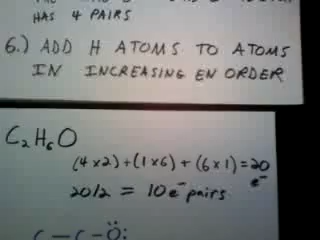 HAS 4 PAIRS
6.) ADD H ATOMS TO ATOMS
IN INCREASING EN ORDER
C₂H₆O
(4×2)+(1×6)+(6×1)=20 e⁻
20/2 = 10 e⁻ pairs
C–C–Ö: